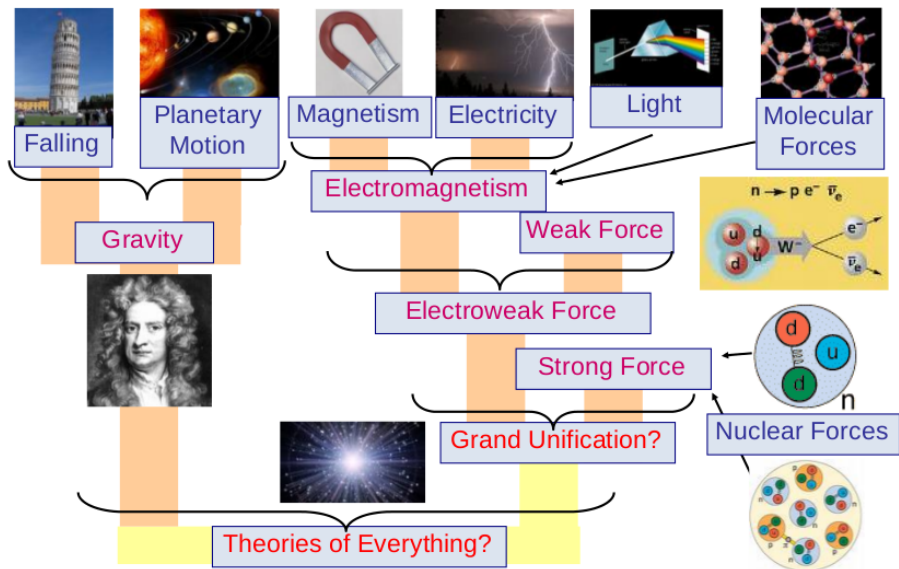 Falling
Planetary
Motion
Magnetism
Electricity
Light
Molecular
Forces
Electromagnetism
Gravity
Weak Force
n → p e⁻ ν̄ₑ
u d
d u
W⁻
e⁻
ν̄ₑ
Electroweak Force
Strong Force
d
u
d
n
Grand Unification?
Nuclear Forces
Theories of Everything?